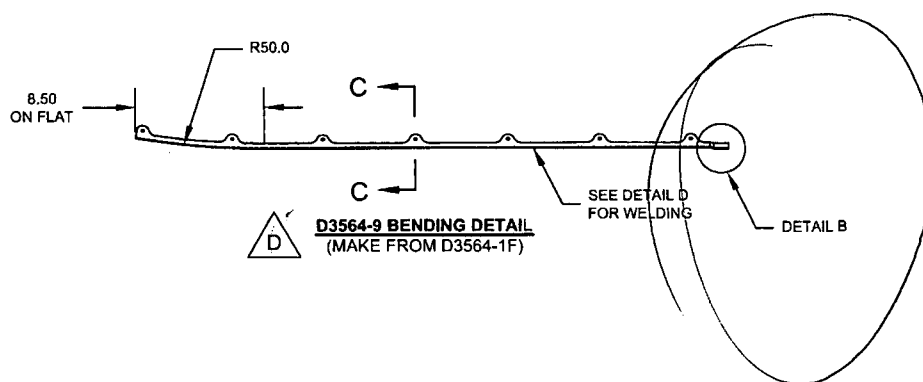 R50.0
8.50
ON FLAT
C
C
SEE DETAIL D
FOR WELDING
DETAIL B
D
D3564-9 BENDING DETAIL
(MAKE FROM D3564-1F)